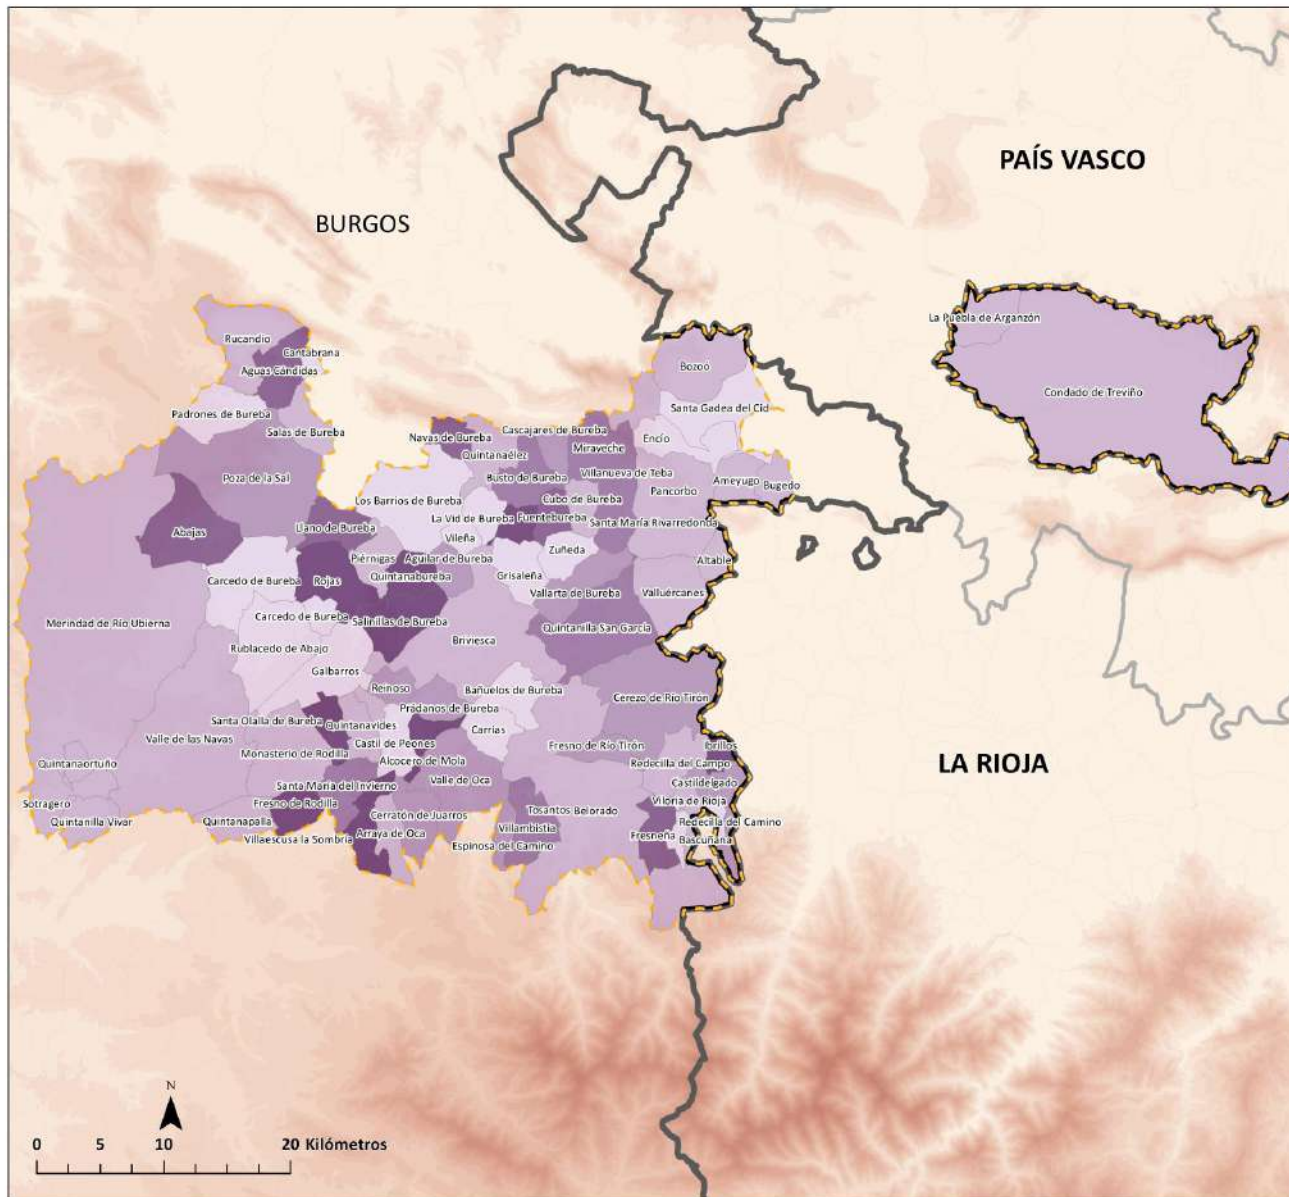 PAÍS VASCO
BURGOS
La Puebla de Arganzón
Rucandio
Cantabrana
Bozoó
Aguas Cándidas
Condado de Treviño
Santa Gadea del Cid
Padrones de Bureba
Salas de Bureba
Cascajares de Bureba
Navas de Bureba
Encío
Miraveche
Quintanaélez
Villanueva de Teba
Poza de la Sal
Busto de Bureba
Ameyugo
Bugedo
Pancorbo
Los Barrios de Bureba
Cubo de Bureba
La Vid de Bureba
Fuentebureba
Santa María Rivarredonda
Llano de Bureba
Abajas
Vileña
Zuñeda
Piérnigas
Aguilar de Bureba
Altable
Grisaleña
Carcedo de Bureba
Rojas
Quintanabureba
Vallarta de Bureba
Valluércanes
Carcedo de Bureba
Merindad de Río Ubierna
Salinillas de Bureba
Quintanilla San García
Briviesca
Rublacedo de Abajo
Galbarros
Reinoso
Bañuelos de Bureba
Cerezo de Río Tirón
Prádanos de Bureba
Santa Olalla de Bureba
Quintanavides
Carrias
Valle de las Navas
Castil de Peones
Fresno de Río Tirón
Ibrillos
Monasterio de Rodilla
Alcocero de Mola
Redecilla del Campo
LA RIOJA
Quintanaortuño
Santa María del Invierno
Valle de Oca
Castildelgado
Sotragero
Fresno de Rodilla
Viloria de Rioja
Quintanilla Vivar
Quintanapalla
Cerratón de Juarros
Tosantos
Belorado
Redecilla del Camino
Villaescusa la Sombría
Arraya de Oca
Villambistia
Fresneña
Bascuñana
Espinosa del Camino
N
0 5 10 20 Kilómetros